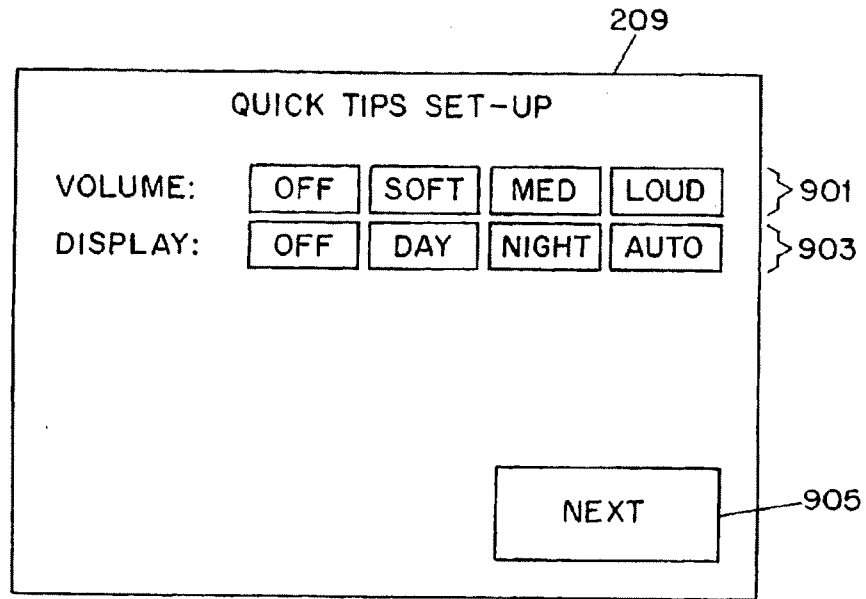 209
QUICK TIPS SET-UP
VOLUME: OFF SOFT MED LOUD 901
DISPLAY: OFF DAY NIGHT AUTO 903
NEXT 905